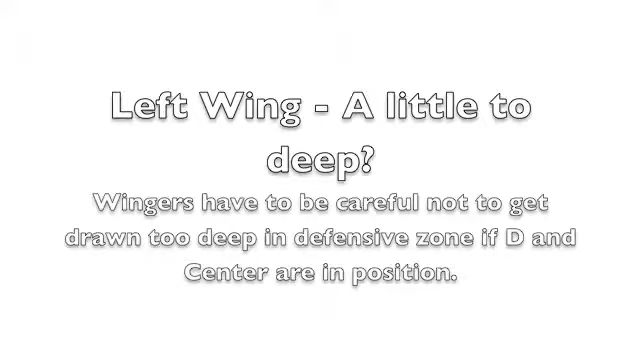 Left Wing - A little to
deep?
Wingers have to be careful not to get
drawn too deep in defensive zone if D and
Center are in position.